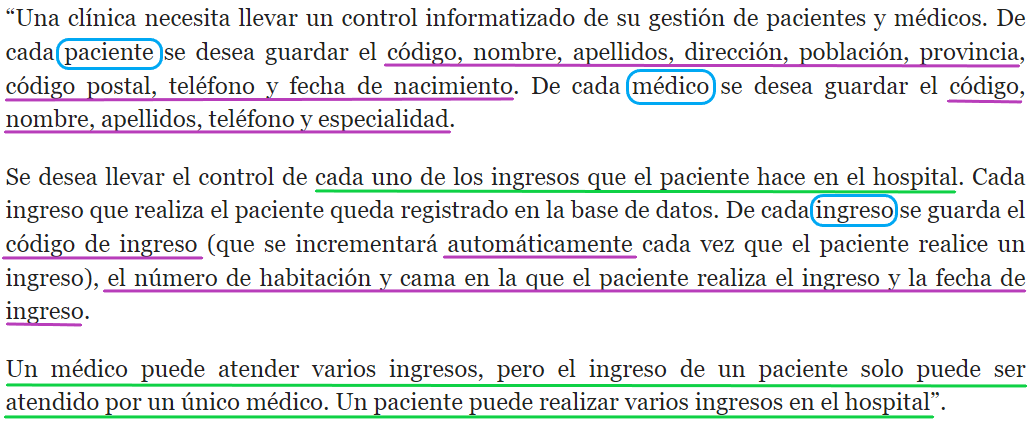 “Una clínica necesita llevar un control informatizado de su gestión de pacientes y médicos. De
cada paciente se desea guardar el código, nombre, apellidos, dirección, población, provincia,
código postal, teléfono y fecha de nacimiento. De cada médico se desea guardar el código,
nombre, apellidos, teléfono y especialidad.
Se desea llevar el control de cada uno de los ingresos que el paciente hace en el hospital. Cada
ingreso que realiza el paciente queda registrado en la base de datos. De cada ingreso se guarda el
código de ingreso (que se incrementará automáticamente cada vez que el paciente realice un
ingreso), el número de habitación y cama en la que el paciente realiza el ingreso y la fecha de
ingreso.
Un médico puede atender varios ingresos, pero el ingreso de un paciente solo puede ser
atendido por un único médico. Un paciente puede realizar varios ingresos en el hospital”.